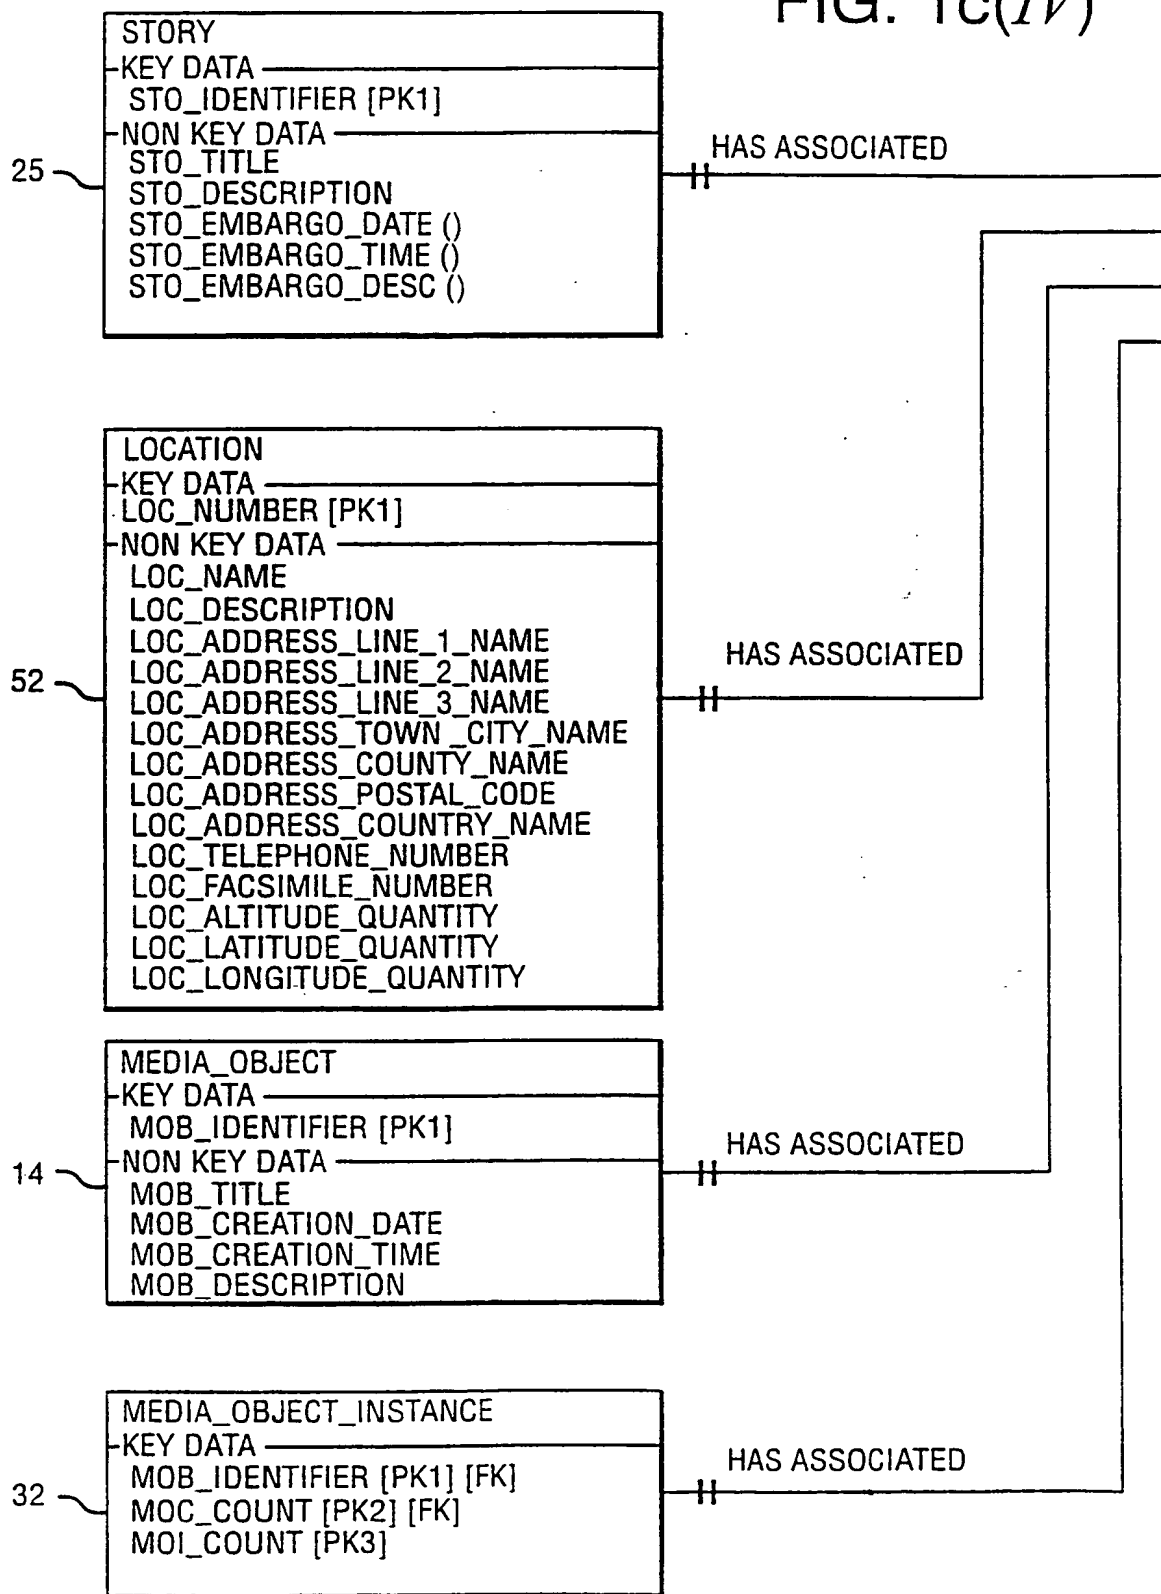 FIG. 1c(IV)
STORY
KEY DATA
STO_IDENTIFIER [PK1]
NON KEY DATA
STO_TITLE
STO_DESCRIPTION
STO_EMBARGO_DATE ()
STO_EMBARGO_TIME ()
STO_EMBARGO_DESC ()
25
HAS ASSOCIATED
LOCATION
KEY DATA
LOC_NUMBER [PK1]
NON KEY DATA
LOC_NAME
LOC_DESCRIPTION
LOC_ADDRESS_LINE_1_NAME
LOC_ADDRESS_LINE_2_NAME
LOC_ADDRESS_LINE_3_NAME
LOC_ADDRESS_TOWN _CITY_NAME
LOC_ADDRESS_COUNTY_NAME
LOC_ADDRESS_POSTAL_CODE
LOC_ADDRESS_COUNTRY_NAME
LOC_TELEPHONE_NUMBER
LOC_FACSIMILE_NUMBER
LOC_ALTITUDE_QUANTITY
LOC_LATITUDE_QUANTITY
LOC_LONGITUDE_QUANTITY
52
HAS ASSOCIATED
MEDIA_OBJECT
KEY DATA
MOB_IDENTIFIER [PK1]
NON KEY DATA
MOB_TITLE
MOB_CREATION_DATE
MOB_CREATION_TIME
MOB_DESCRIPTION
14
HAS ASSOCIATED
MEDIA_OBJECT_INSTANCE
KEY DATA
MOB_IDENTIFIER [PK1] [FK]
MOC_COUNT [PK2] [FK]
MOI_COUNT [PK3]
32
HAS ASSOCIATED